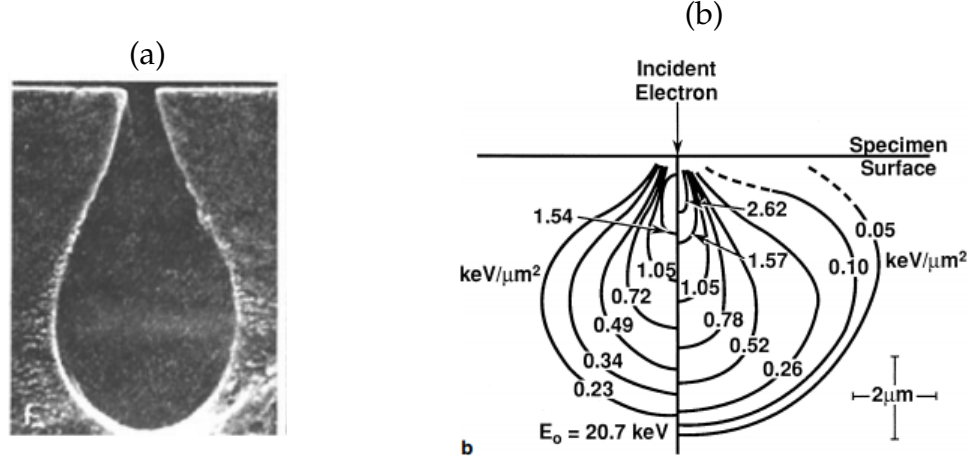 (a)
(b)
Incident
Electron
Specimen
Surface
1.54
2.62
0.05
keV/μm²
1.57
0.10
keV/μm²
1.05
1.05
0.72
0.78
0.49
0.52
0.34
0.26
0.23
2μm
E₀ = 20.7 keV
b